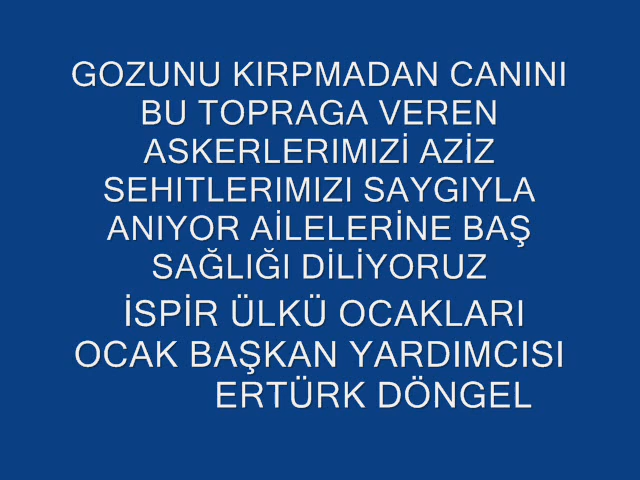 GOZUNU KIRPMADAN CANINI
BU TOPRAGA VEREN
ASKERLERIMIZİ AZİZ
SEHITLERIMIZI SAYGIYLA
ANIYOR AİLELERİNE BAŞ
SAĞLIĞI DİLİYORUZ
İSPİR ÜLKÜ OCAKLARI
OCAK BAŞKAN YARDIMCISI
ERTÜRK DÖNGEL